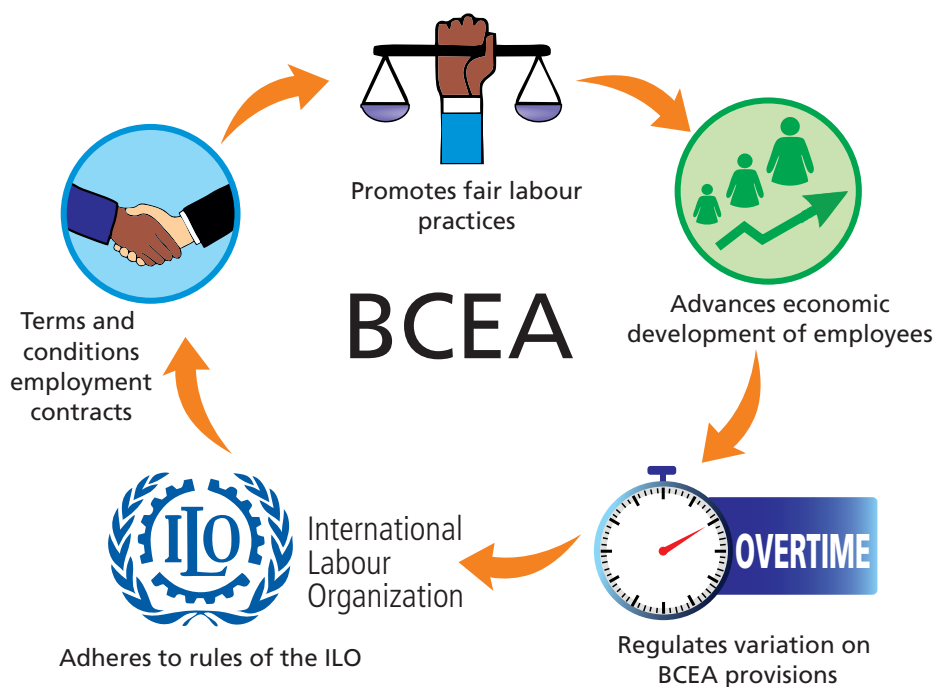 Promotes fair labour
practices
Advances economic
development of employees
BCEA
Terms and
conditions
employment
contracts
OVERTIME
Regulates variation on
BCEA provisions
ILO
International
Labour
Organization
Adheres to rules of the ILO